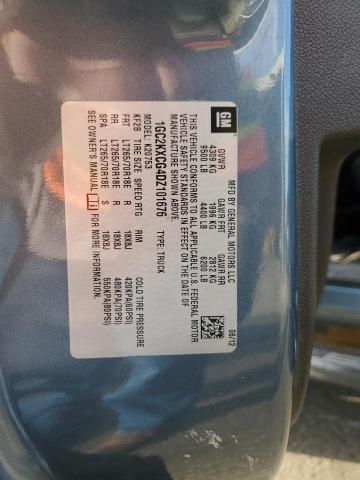 GM
MFD BY GENERAL MOTORS LLC
06/12
GVWR GAWR FRT GAWR RR
4309 KG 1996 KG 2812 KG
9500 LB 4400 LB 6200 LB
THIS VEHICLE CONFORMS TO ALL APPLICABLE U.S. FEDERAL MOTOR
VEHICLE SAFETY STANDARDS IN EFFECT ON THE DATE OF
MANUFACTURE SHOWN ABOVE.
1GC2KXCG4DZ101676 TYPE: TRUCK
MODEL: K20753
KF2B TIRE SIZE SPEED RTG RIM COLD TIRE PRESSURE
FRT LT265/70R18E R 18X8J 420KPA(60PSI)
RR LT265/70R18E R 18X8J 480KPA(70PSI)
SPA LT265/70R18E S 18X8J 550KPA(80PSI)
SEE OWNER'S MANUAL FOR MORE INFORMATION.